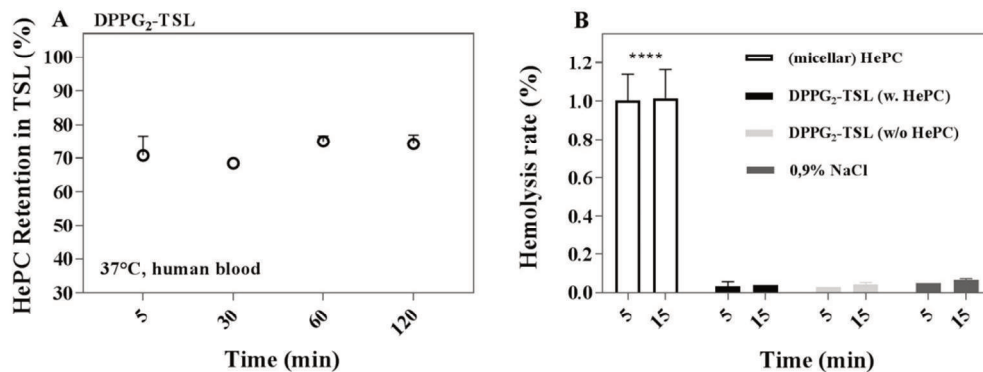 A
DPPG₂-TSL
HePC Retention in TSL (%)
100
90
80
70
60
50
40
30
37°C, human blood
5
30
60
120
Time (min)
B
Hemolysis rate (%)
1.2
1.0
0.8
0.6
0.4
0.2
0.0
****
(micellar) HePC
DPPG₂-TSL (w. HePC)
DPPG₂-TSL (w/o HePC)
0,9% NaCl
5
15
5
15
5
15
5
15
Time (min)